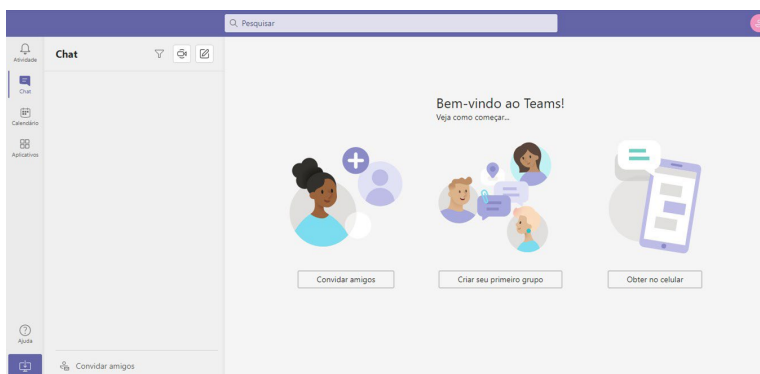 Pesquisar
Atividade
Chat
Calendário
Aplicativos
Ajuda
Chat
Convidar amigos
Bem-vindo ao Teams!
Veja como começar...
Convidar amigos
Criar seu primeiro grupo
Obter no celular